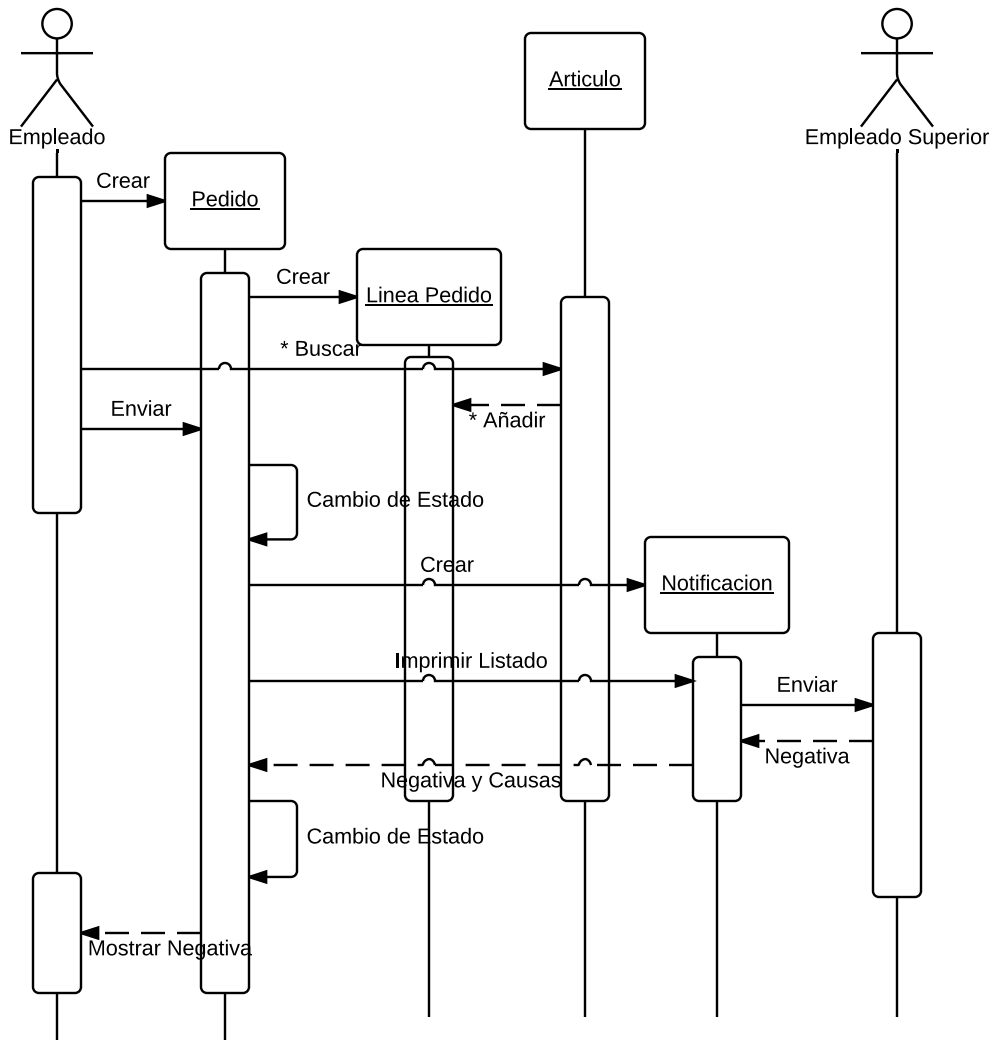 Articulo
Empleado
Empleado Superior
Crear
Pedido
Crear
Linea Pedido
* Buscar
Enviar
* Añadir
Cambio de Estado
Crear
Notificacion
Imprimir Listado
Enviar
Negativa
Negativa y Causas
Cambio de Estado
Mostrar Negativa